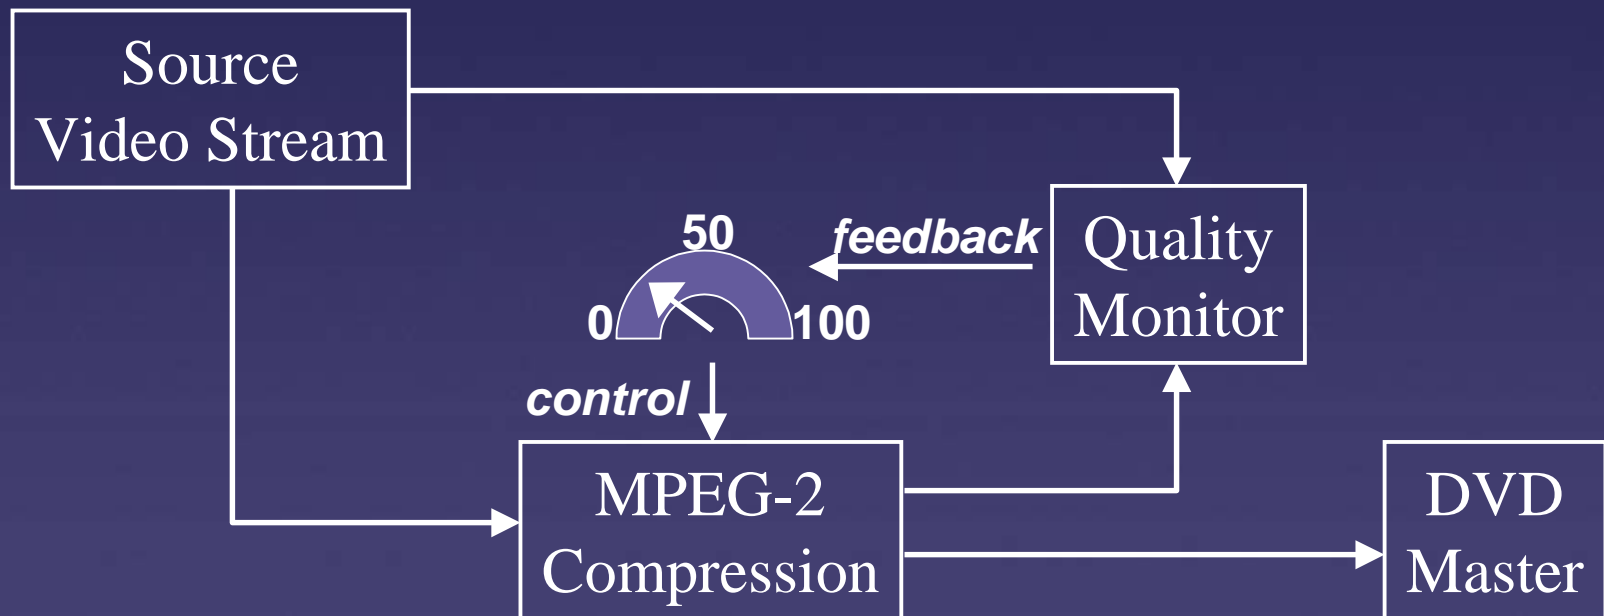 Source
Video Stream
50
feedback
0
100
Quality
Monitor
control
MPEG-2
Compression
DVD
Master